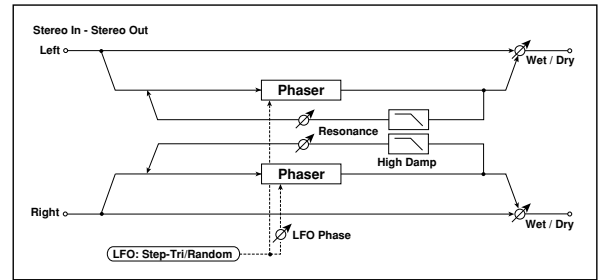 Stereo In - Stereo Out
Left
Wet / Dry
Phaser
Resonance
High Damp
Phaser
Right
Wet / Dry
LFO Phase
LFO: Step-Tri/Random